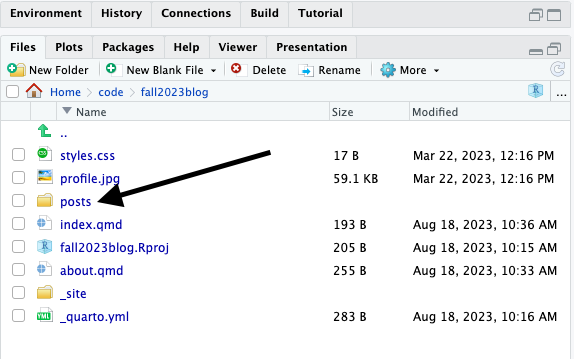 Environment History Connections Build Tutorial
Files Plots Packages Help Viewer Presentation
New Folder New Blank File Delete Rename More
Home code fall2023blog R ...
Name Size Modified
..
CSS styles.css 17 B Mar 22, 2023, 12:16 PM
profile.jpg 59.1 KB Mar 22, 2023, 12:16 PM
posts
index.qmd 193 B Aug 18, 2023, 10:36 AM
R fall2023blog.Rproj 205 B Aug 18, 2023, 10:15 AM
about.qmd 255 B Aug 18, 2023, 10:33 AM
_site
YML _quarto.yml 283 B Aug 18, 2023, 10:16 AM